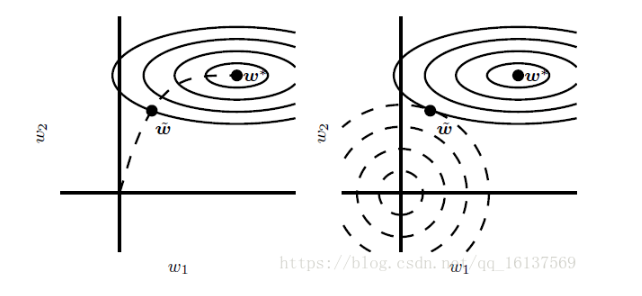 w*
w̃
w₂
w₁
w*
w̃
w₂
w₁
https://blog.csdn.net/qq_16137569